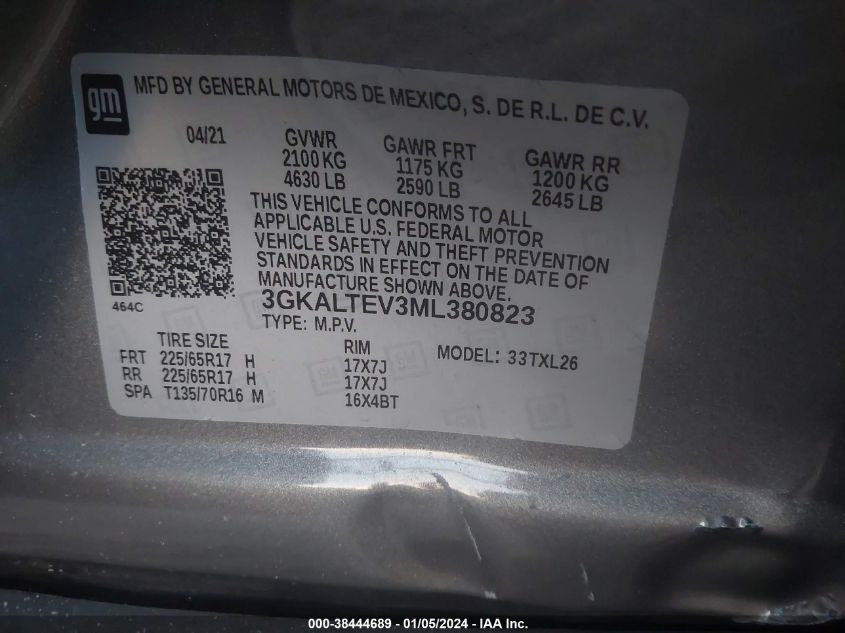 gm
MFD BY GENERAL MOTORS DE MEXICO, S. DE R.L. DE C.V.
04/21
GVWR
2100 KG
4630 LB
GAWR FRT
1175 KG
2590 LB
GAWR RR
1200 KG
2645 LB
THIS VEHICLE CONFORMS TO ALL
APPLICABLE U.S. FEDERAL MOTOR
VEHICLE SAFETY AND THEFT PREVENTION
STANDARDS IN EFFECT ON THE DATE OF
MANUFACTURE SHOWN ABOVE.
464C
3GKALTEV3ML380823
TYPE: M.P.V.
TIRE SIZE RIM MODEL: 33TXL26
FRT 225/65R17 H 17X7J
RR 225/65R17 H 17X7J
SPA T135/70R16 M 16X4BT
000-38444689 - 01/05/2024 - IAA Inc.